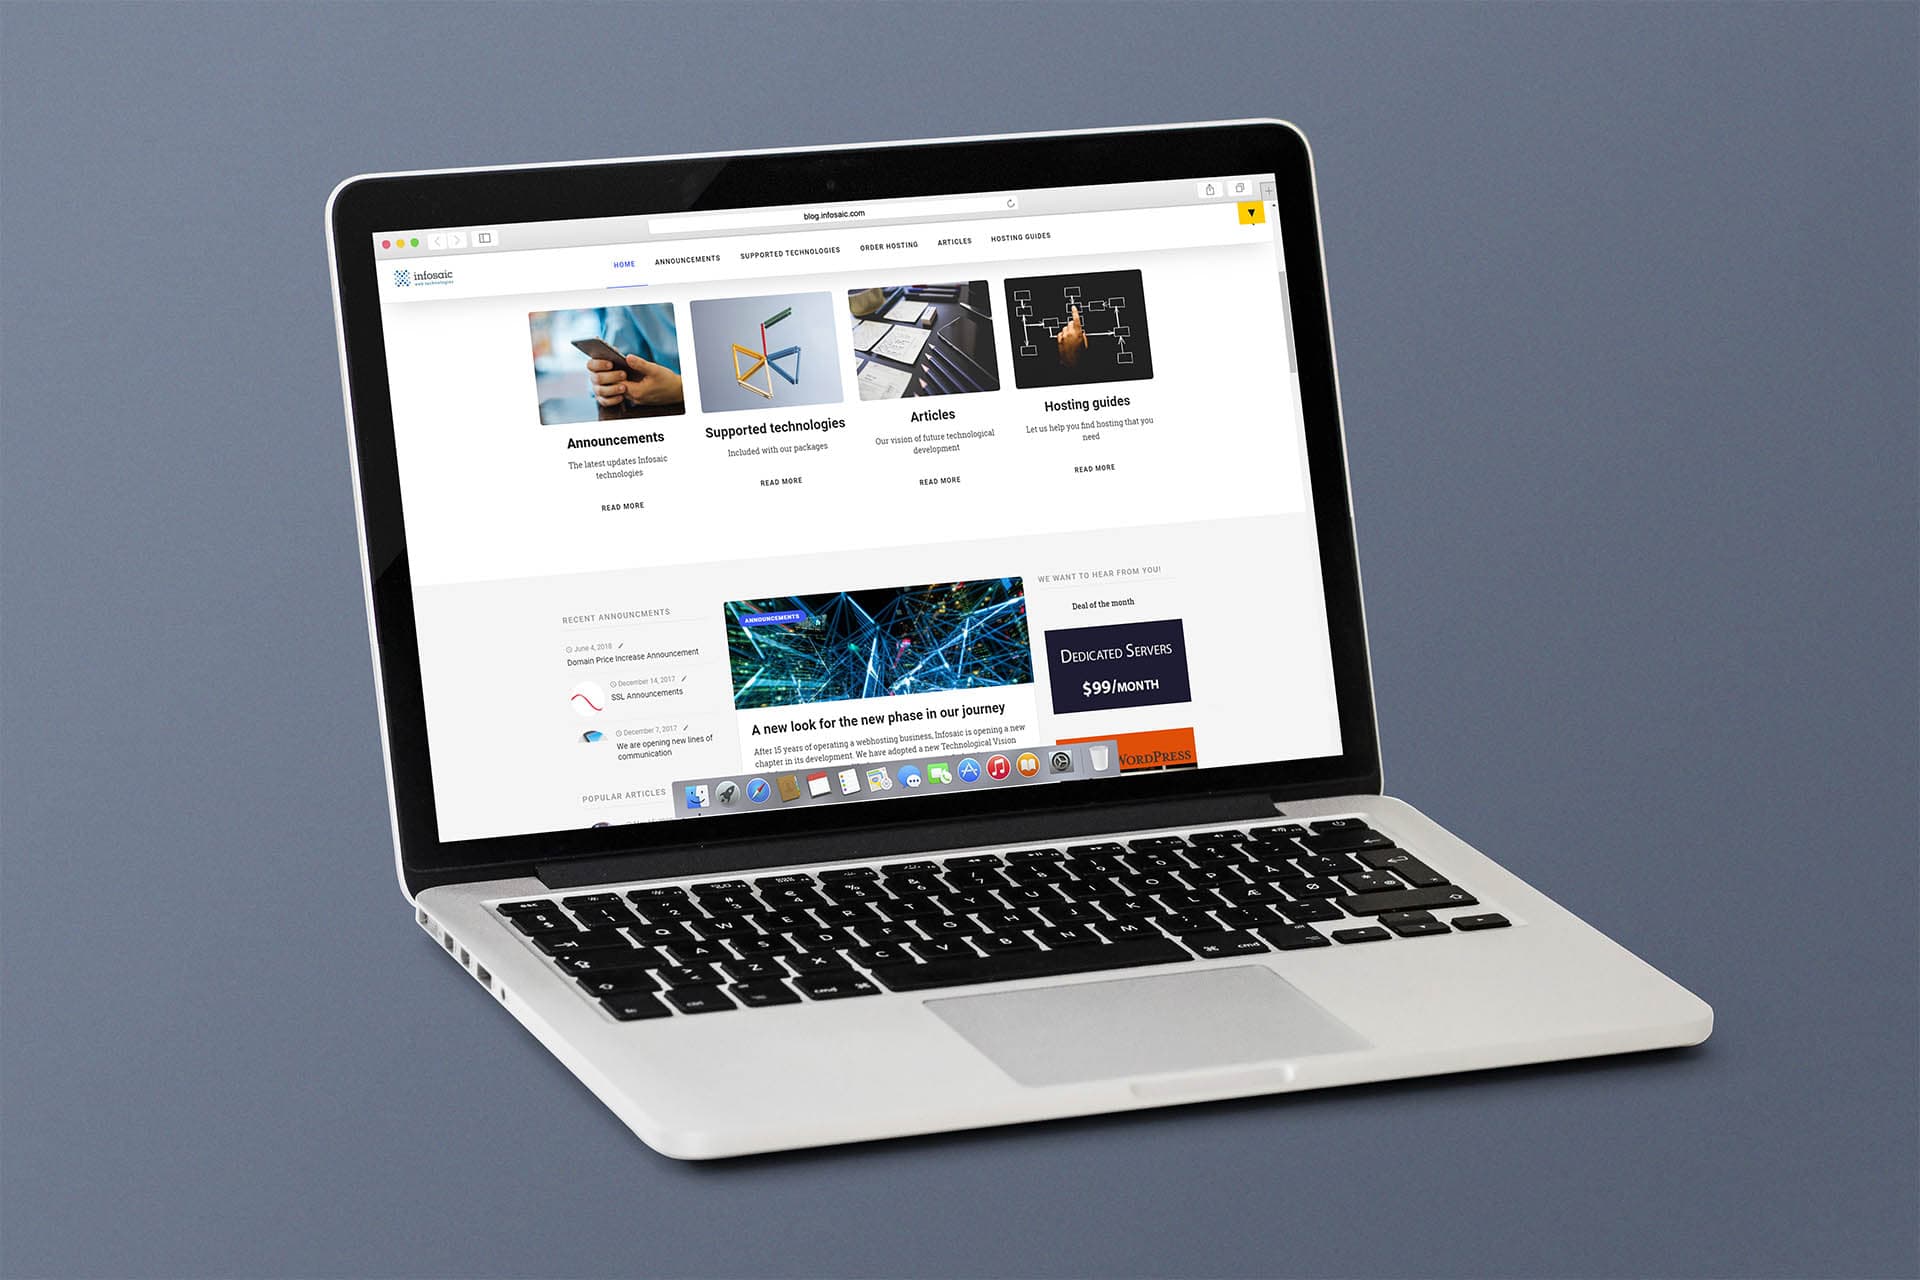 blog.infosaic.com
infosaic
web technologies
HOME ANNOUNCEMENTS SUPPORTED TECHNOLOGIES ORDER HOSTING ARTICLES HOSTING GUIDES
Announcements
The latest updates Infosaic
technologies
READ MORE
Supported technologies
Included with our packages
READ MORE
Articles
Our vision of future technological
development
READ MORE
Hosting guides
Let us help you find hosting that you
need
READ MORE
RECENT ANNOUNCMENTS
June 4, 2018
Domain Price Increase Announcement
December 14, 2017
SSL Announcements
December 7, 2017
We are opening new lines of
communication
POPULAR ARTICLES
ANNOUNCEMENTS
A new look for the new phase in our journey
After 15 years of operating a webhosting business, Infosaic is opening a new
chapter in its development. We have adopted a new Technological Vision
WE WANT TO HEAR FROM YOU!
Deal of the month
DEDICATED SERVERS
$99/MONTH
WORDPRESS
esc
Q W E R T Y U I O P Å
A S D F G H J K L Æ Ø
Z X C V B N M
cmd
cmd